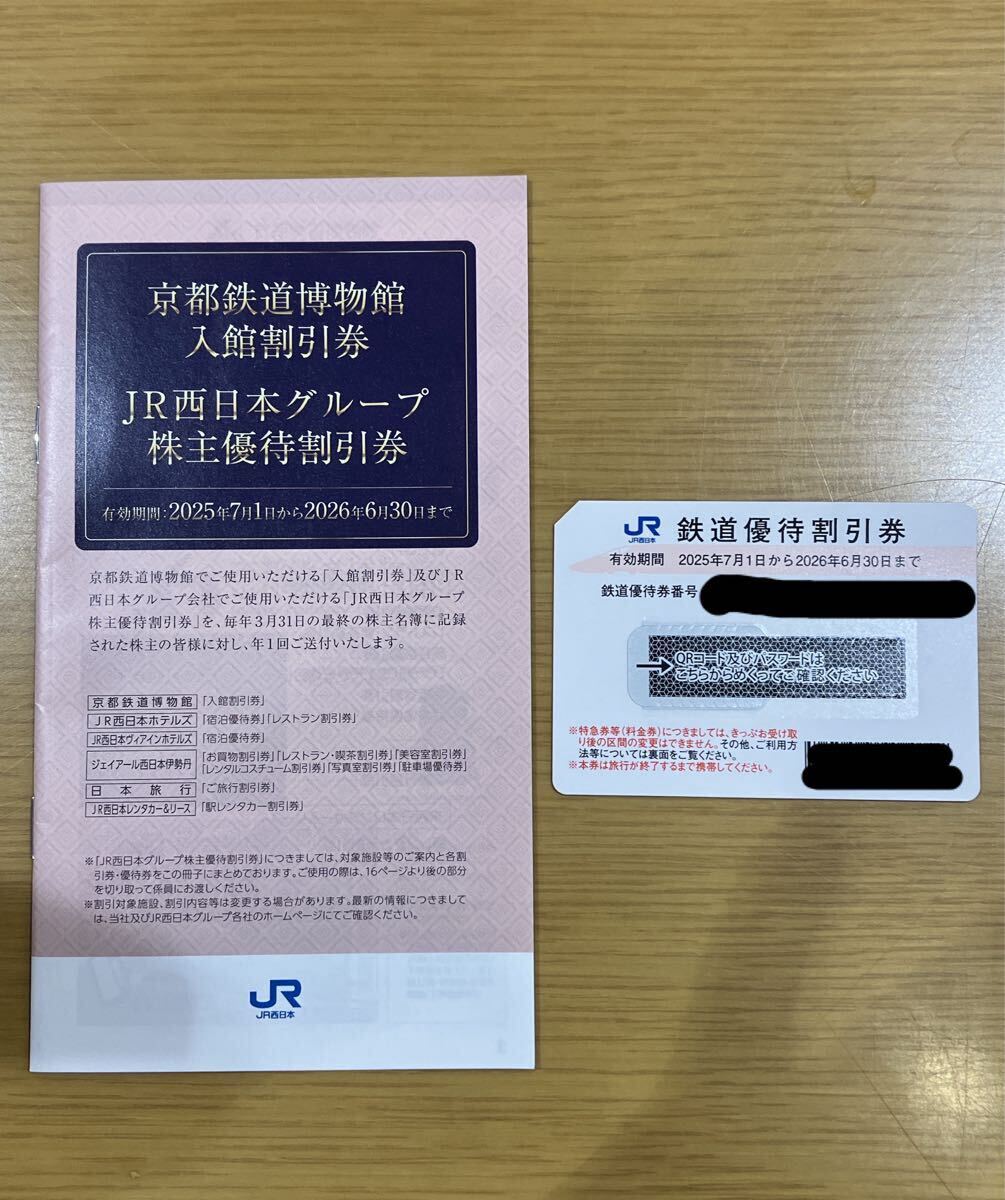 京都鉄道博物館
入館割引券
JR西日本グループ
株主優待割引券
有効期間：2025年7月1日から2026年6月30日まで
京都鉄道博物館でご使用いただける「入館割引券」及びJR
西日本グループ会社でご使用いただける「JR西日本グループ
株主優待割引券」を、毎年3月31日の最終の株主名簿に記録
された株主の皆様に対し、年1回ご送付いたします。
京都鉄道博物館「入館割引券」
JR西日本ホテルズ「宿泊優待券」「レストラン割引券」
JR西日本ヴィアインホテルズ「宿泊優待券」
ジェイアール西日本伊勢丹「お買物割引券」「レストラン・喫茶割引券」「美容室割引券」
「レンタルコスチューム割引券」「写真室割引券」「駐車場優待券」
日本旅行「ご旅行割引券」
JR西日本レンタカー&リース「駅レンタカー割引券」
※「JR西日本グループ株主優待割引券」につきましては、対象施設等のご案内と各割
引券・優待券をこの冊子にまとめております。ご使用の際は、16ページより後の部分
を切り取って係員にお渡しください。
※割引対象施設、割引内容等は変更する場合があります。最新の情報につきまして
は、当社及びJR西日本グループ各社のホームページにてご確認ください。
JR
JR西日本
JR
JR西日本
鉄道優待割引券
有効期間 2025年7月1日から2026年6月30日まで
鉄道優待券番号
QRコード及びパスワードは
こちらからめくってご確認ください
※特急券等（料金券）につきましては、きっぷお受け取
り後の区間の変更はできません。その他、ご利用方
法等については裏面をご覧ください。
※本券は旅行が終了するまで携帯してください。